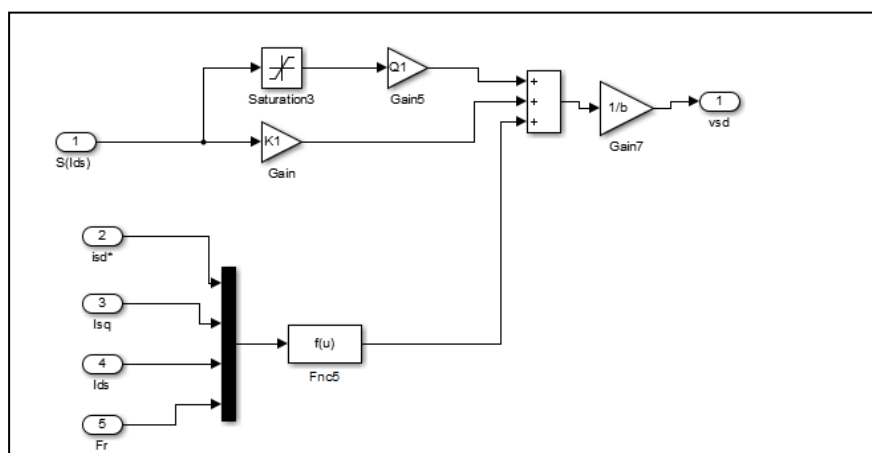 Saturation3
Q1
Gain5
1
S(Ids)
K1
Gain
+
+
+
1/b
Gain7
1
vsd
2
isd*
3
Isq
4
Ids
5
Fr
f(u)
Fnc5